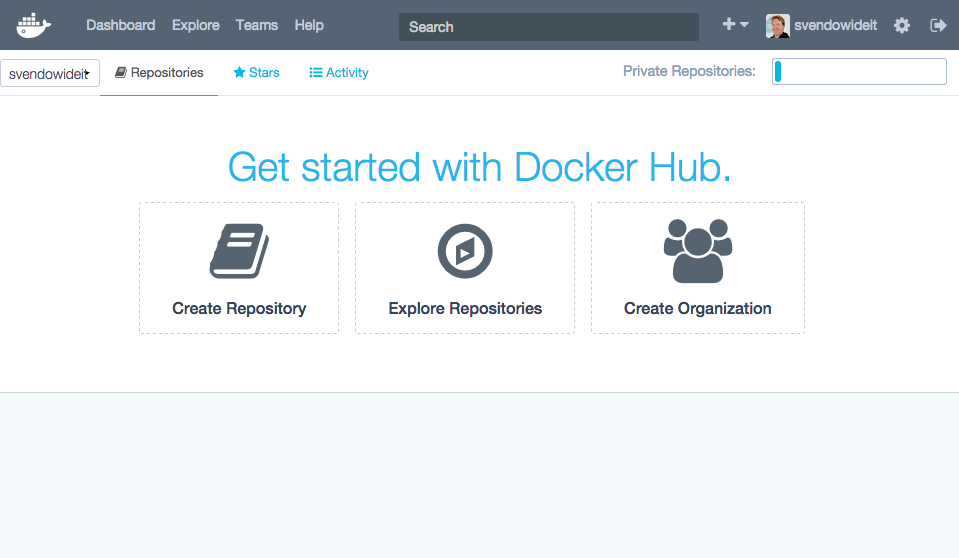 Dashboard Explore Teams Help Search svendowideit
svendowideit Repositories Stars Activity Private Repositories:
Get started with Docker Hub.
Create Repository Explore Repositories Create Organization